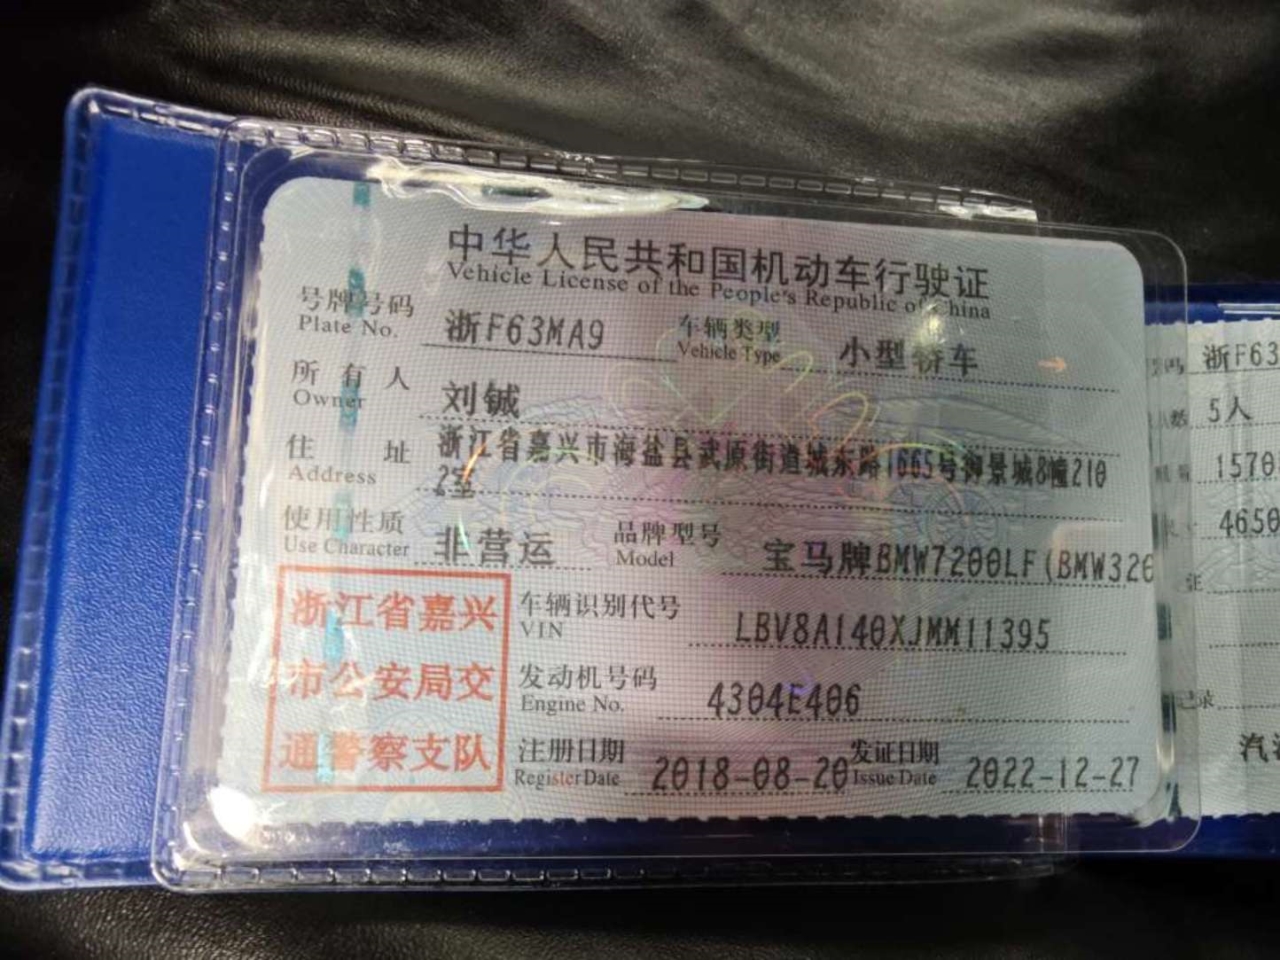 中华人民共和国机动车行驶证
Vehicle License of the People's Republic of China
号牌号码 浙F63MA9 车辆类型 小型轿车
Plate No. Vehicle Type
所有人 刘铖
Owner
住址 浙江省嘉兴市海盐县武原街道城东路1665号御景城8幢210
Address 2室
使用性质 非营运 品牌型号 宝马牌BMW7200LF(BMW320
Use Character Model
浙江省嘉兴
市公安局交
通警察支队
车辆识别代号 LBV8A140XJMM11395
VIN
发动机号码 4304E406
Engine No.
注册日期 2018-08-20 发证日期 2022-12-27
Register Date Issue Date
浙F63
5人
1570
4650